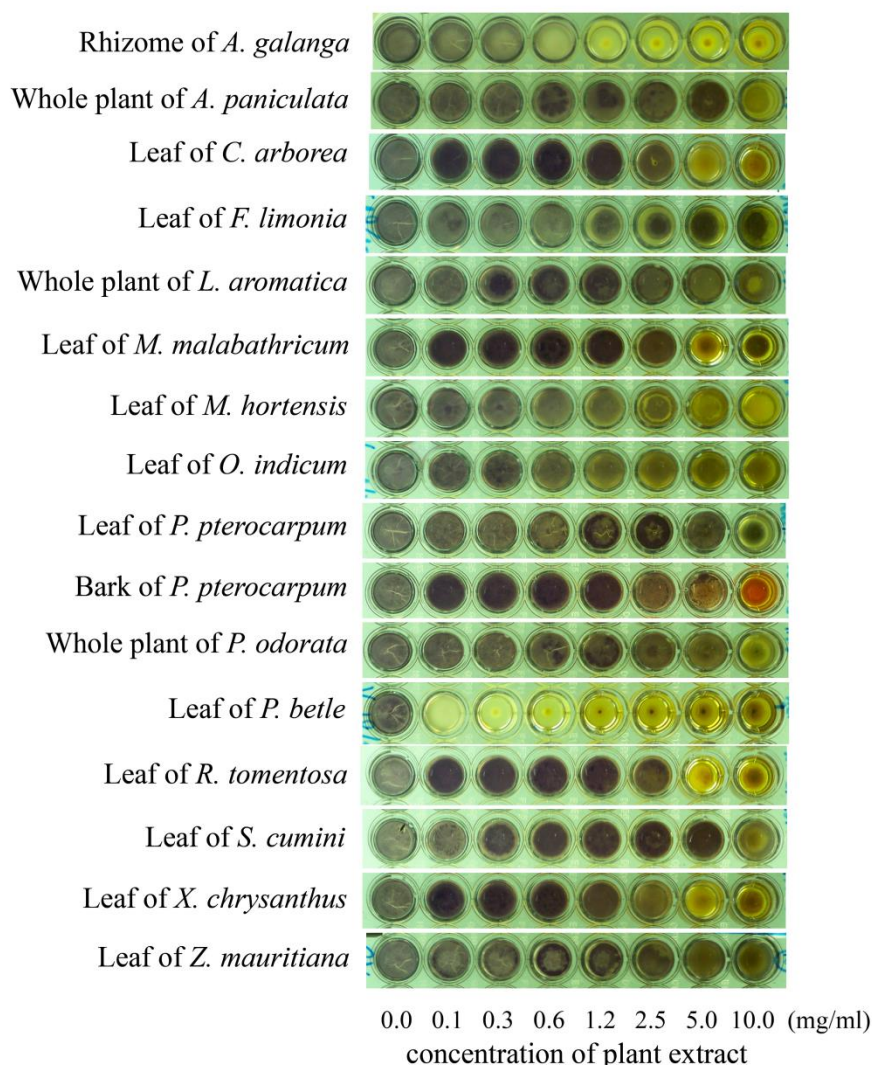 Rhizome of A. galanga
Whole plant of A. paniculata
Leaf of C. arborea
Leaf of F. limonia
Whole plant of L. aromatica
Leaf of M. malabathricum
Leaf of M. hortensis
Leaf of O. indicum
Leaf of P. pterocarpum
Bark of P. pterocarpum
Whole plant of P. odorata
Leaf of P. betle
Leaf of R. tomentosa
Leaf of S. cumini
Leaf of X. chrysanthus
Leaf of Z. mauritiana
0.0 0.1 0.3 0.6 1.2 2.5 5.0 10.0 (mg/ml)
concentration of plant extract